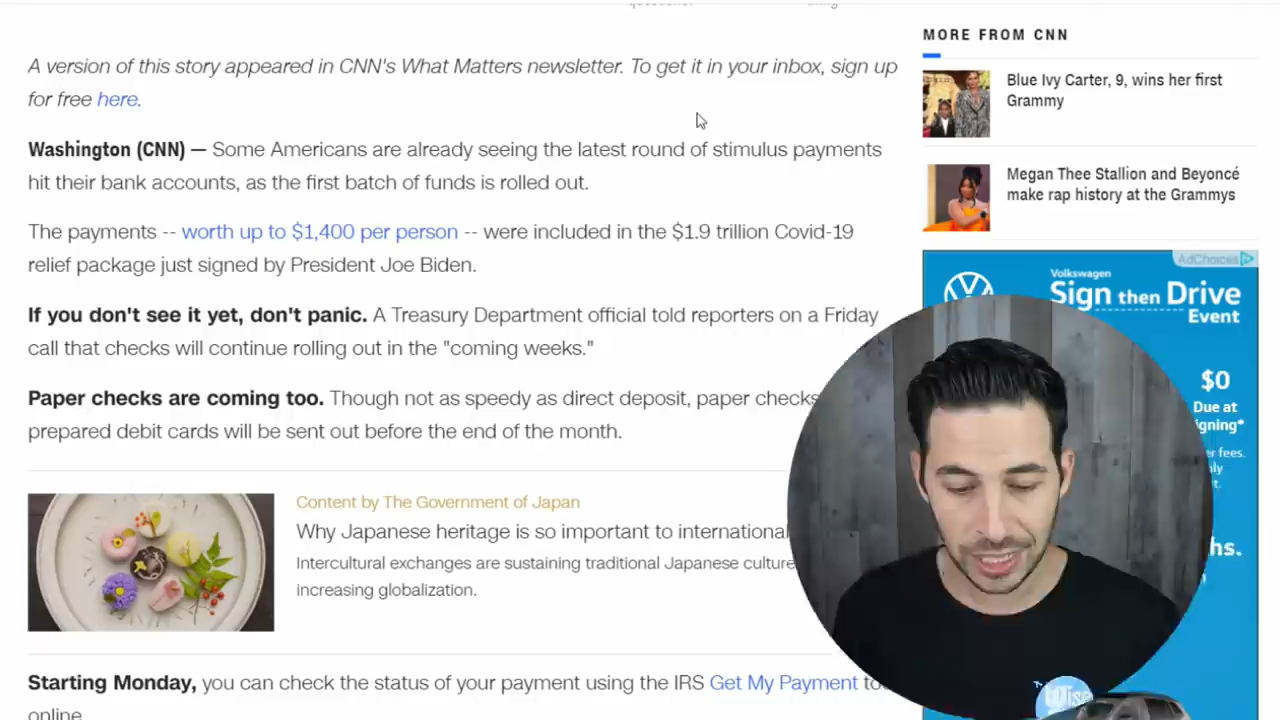 A version of this story appeared in CNN's What Matters newsletter. To get it in your inbox, sign up
for free here.
Washington (CNN) — Some Americans are already seeing the latest round of stimulus payments
hit their bank accounts, as the first batch of funds is rolled out.
The payments -- worth up to $1,400 per person -- were included in the $1.9 trillion Covid-19
relief package just signed by President Joe Biden.
If you don't see it yet, don't panic. A Treasury Department official told reporters on a Friday
call that checks will continue rolling out in the "coming weeks."
Paper checks are coming too. Though not as speedy as direct deposit, paper checks
prepared debit cards will be sent out before the end of the month.
Content by The Government of Japan
Why Japanese heritage is so important to international
Intercultural exchanges are sustaining traditional Japanese culture
increasing globalization.
Starting Monday, you can check the status of your payment using the IRS Get My Payment
online
MORE FROM CNN
Blue Ivy Carter, 9, wins her first
Grammy
Megan Thee Stallion and Beyoncé
make rap history at the Grammys
AdChoices
Volkswagen
Sign then Drive
Event
$0
Due at